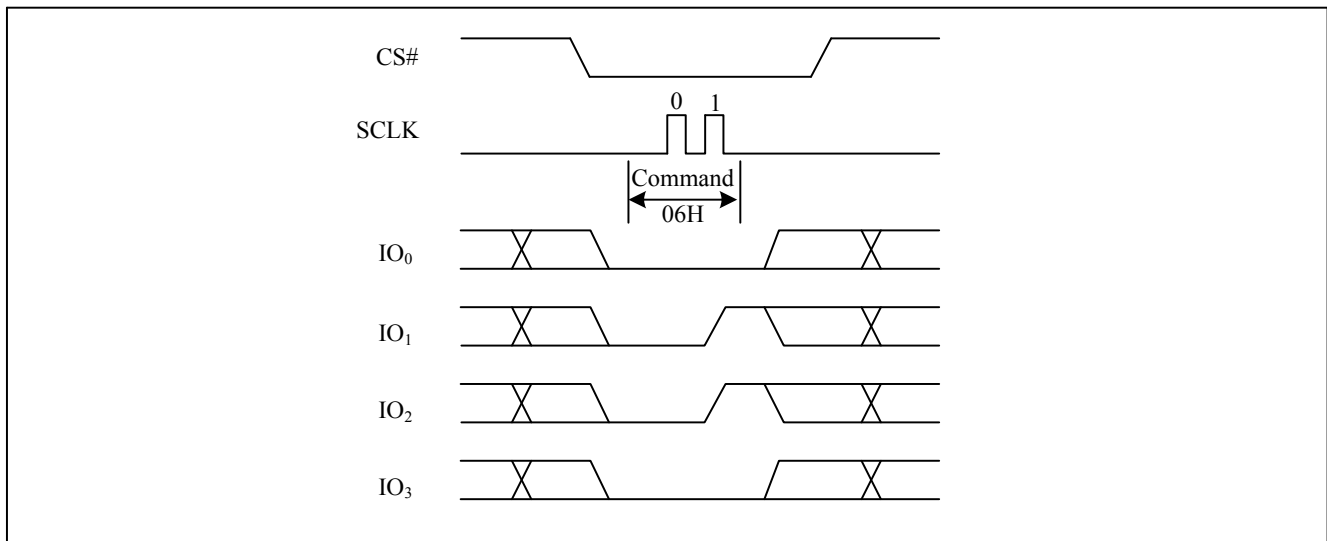 CS#
0 1
SCLK
Command
06H
IO₀
IO₁
IO₂
IO₃